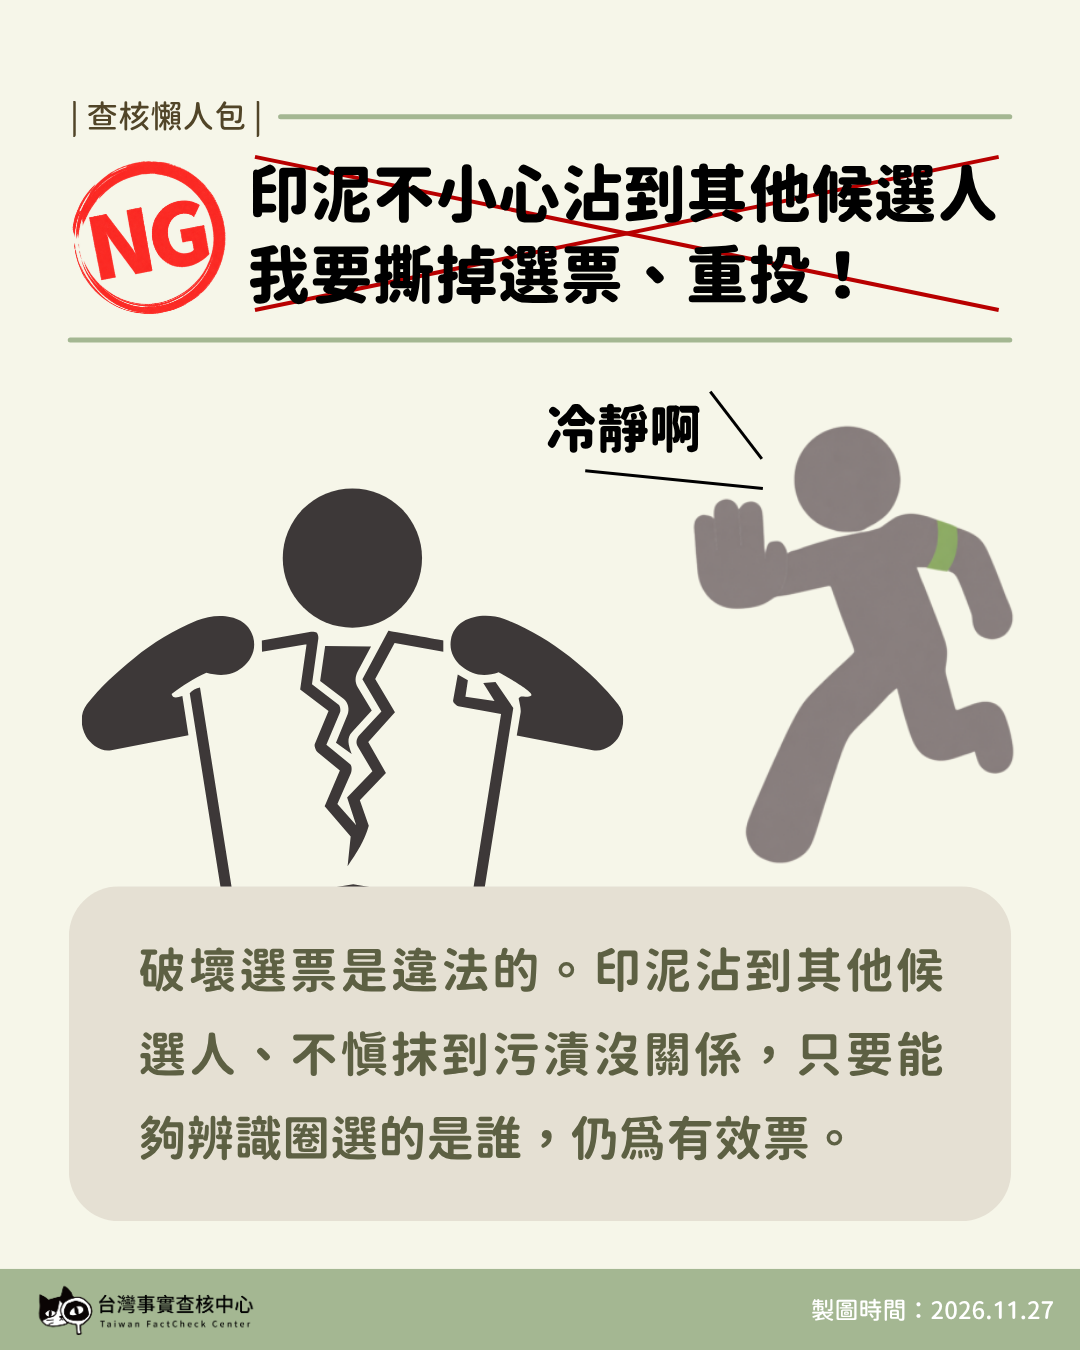 |查核懶人包|
NG
印泥不小心沾到其他候選人
我要撕掉選票、重投！
冷靜啊
破壞選票是違法的。印泥沾到其他候
選人、不慎抹到污漬沒關係，只要能
夠辨識圈選的是誰，仍為有效票。
台灣事實查核中心
Taiwan FactCheck Center
製圖時間：2026.11.27